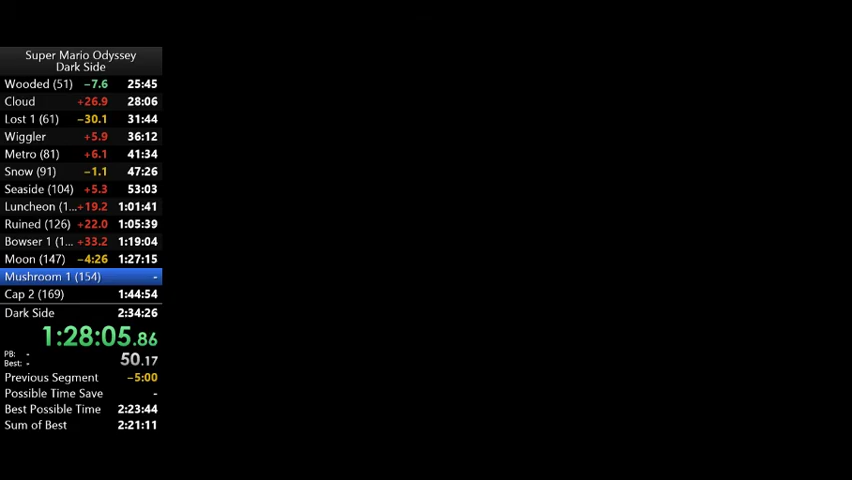 Super Mario Odyssey
Dark Side
Wooded (51) −7.6 25:45
Cloud +26.9 28:06
Lost 1 (61) −30.1 31:44
Wiggler +5.9 36:12
Metro (81) +6.1 41:34
Snow (91) −1.1 47:26
Seaside (104) +5.3 53:03
Luncheon (1... +19.2 1:01:41
Ruined (126) +22.0 1:05:39
Bowser 1 (1... +33.2 1:19:04
Moon (147) −4:26 1:27:15
Mushroom 1 (154) -
Cap 2 (169) 1:44:54
Dark Side 2:34:26
1:28:05.86
PB: - 50.17
Best: -
Previous Segment −5:00
Possible Time Save -
Best Possible Time 2:23:44
Sum of Best 2:21:11